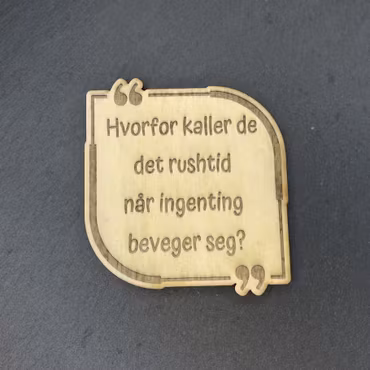 “
Hvorfor kaller de
det rushtid
når ingenting
beveger seg?
”